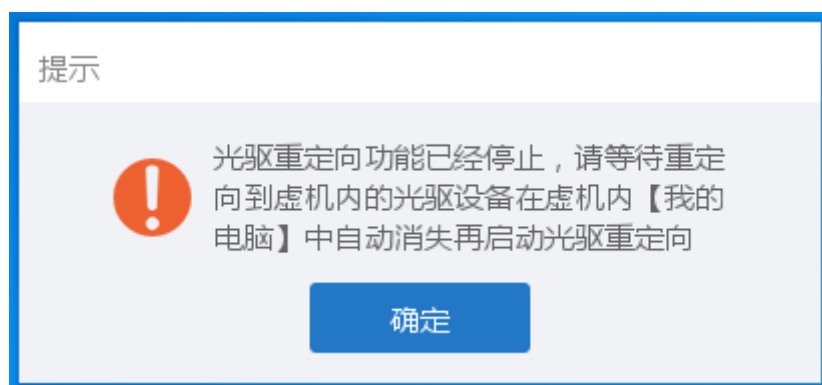 提示
光驱重定向功能已经停止，请等待重定
向到虚机内的光驱设备在虚机内【我的
电脑】中自动消失再启动光驱重定向
确定